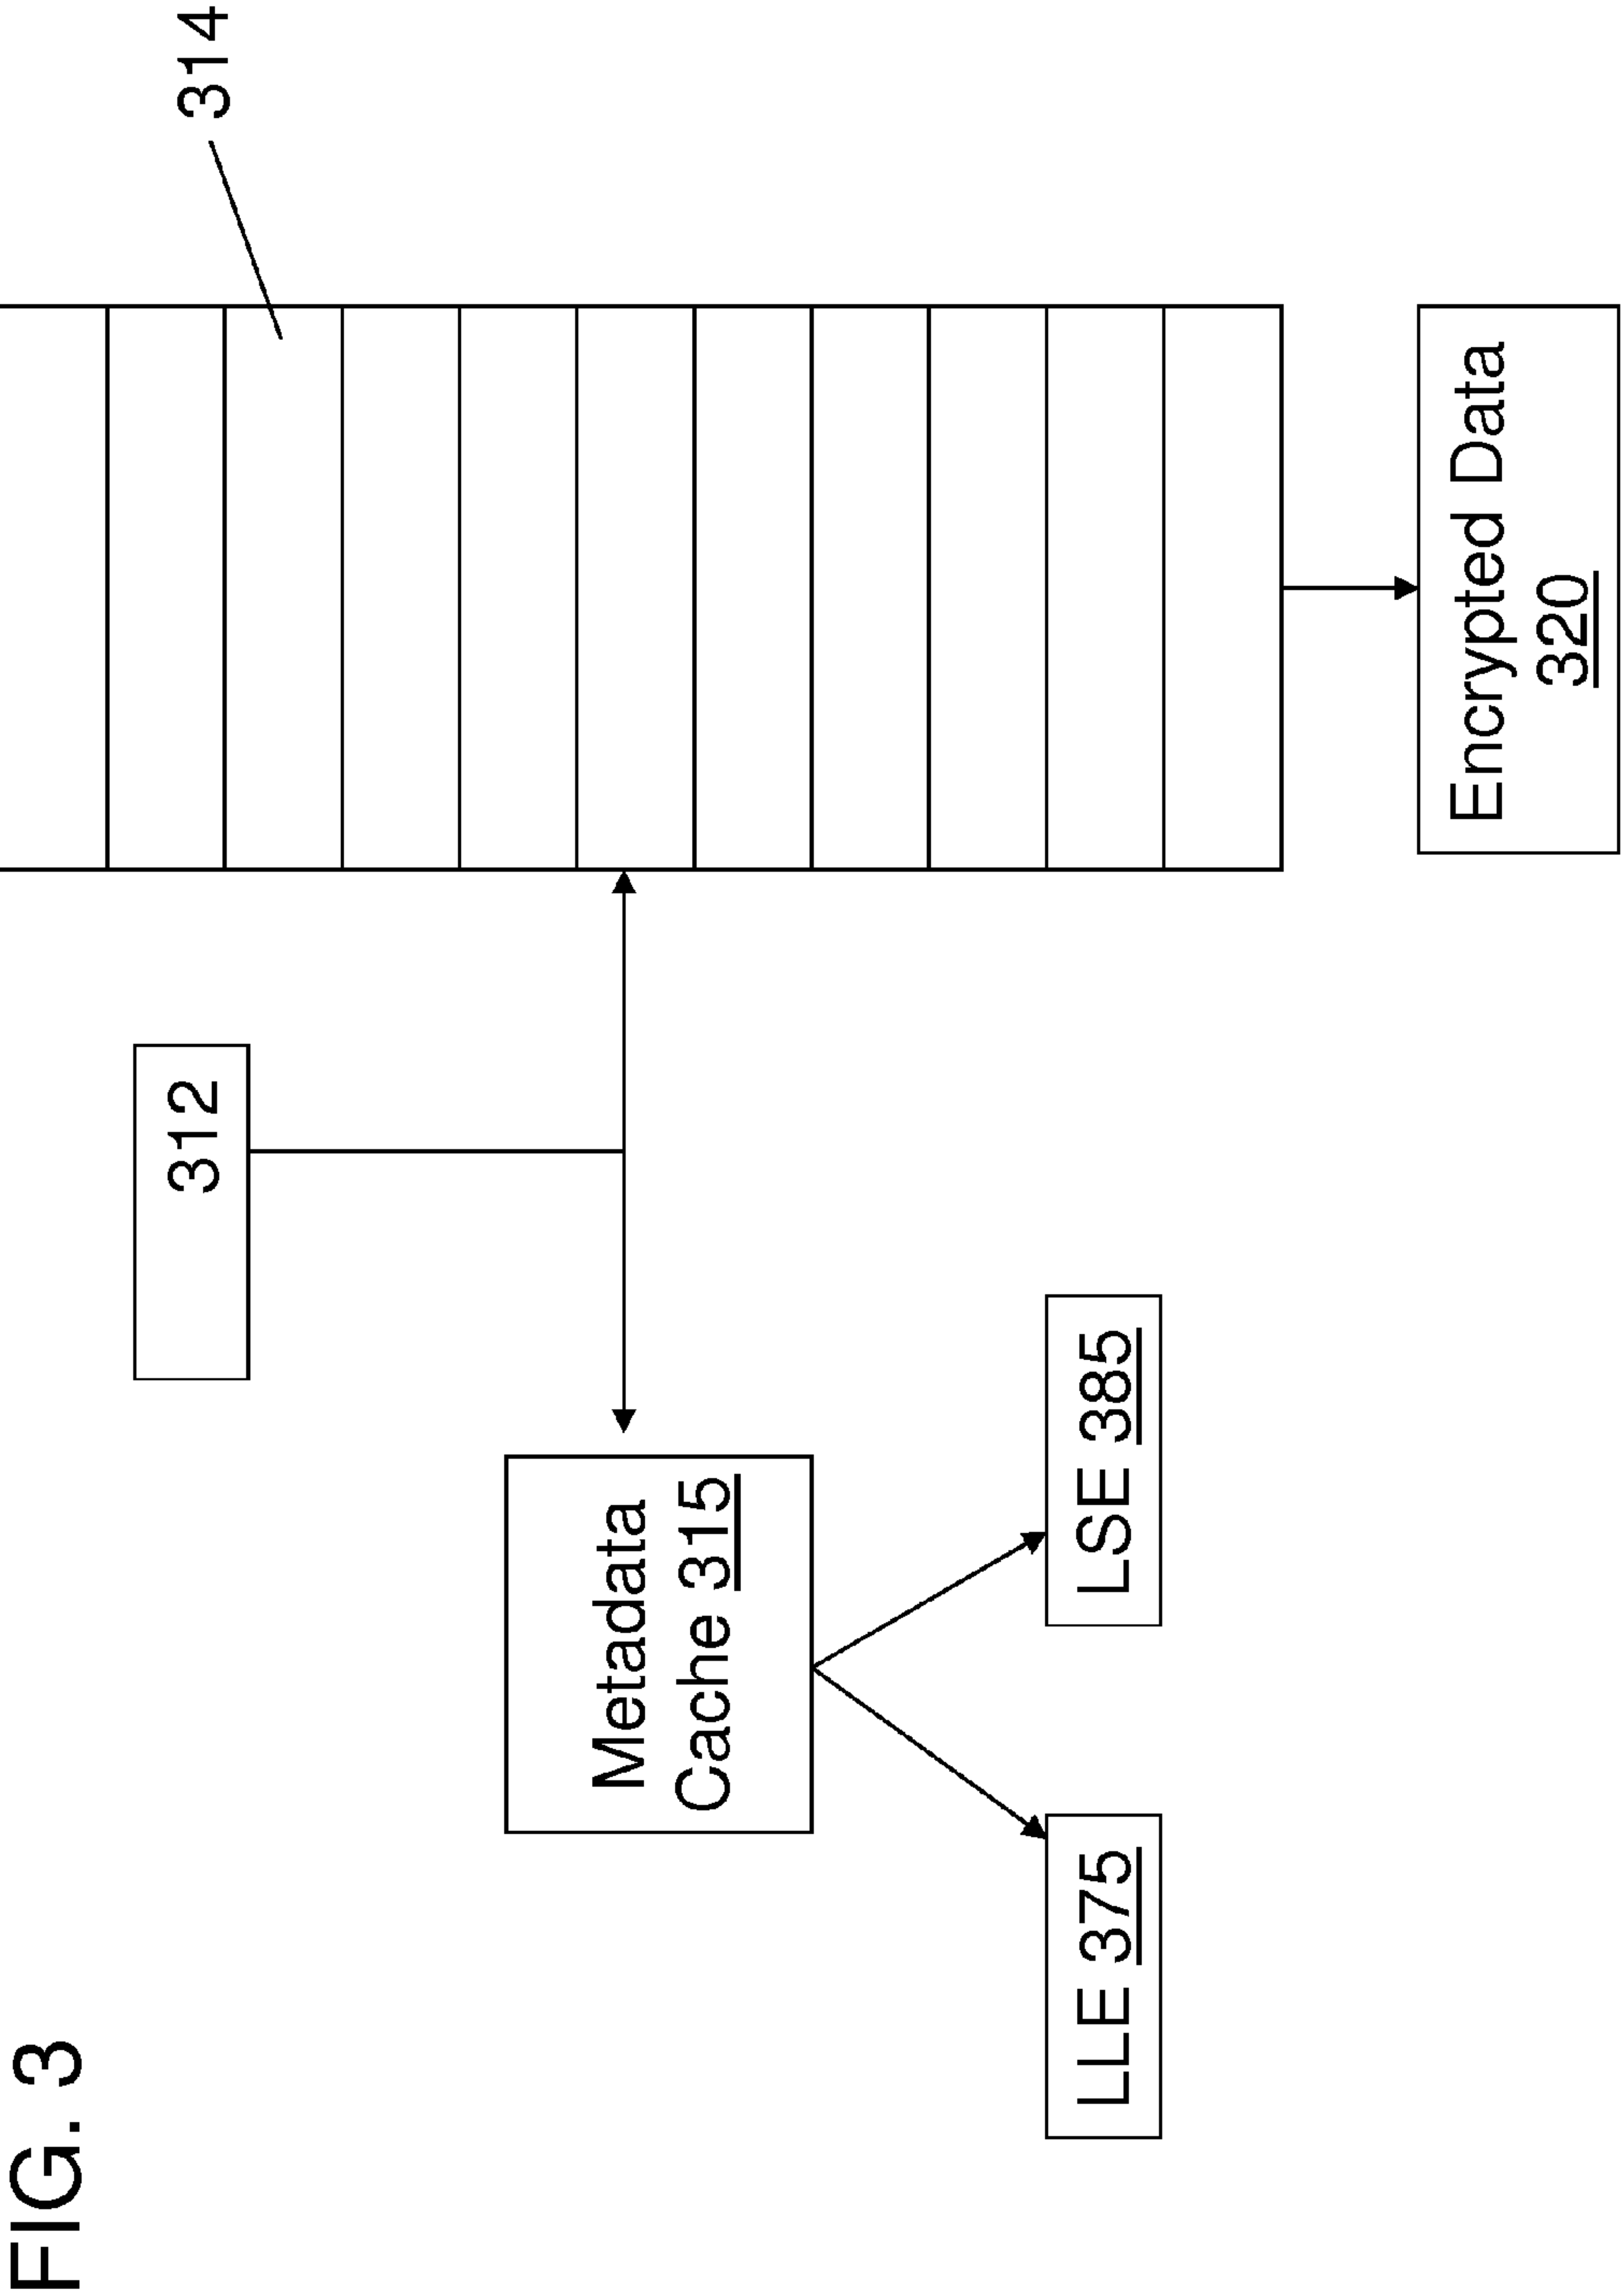 FIG. 3
312
314
Metadata
Cache 315
LLE 375
LSE 385
Encrypted Data
320